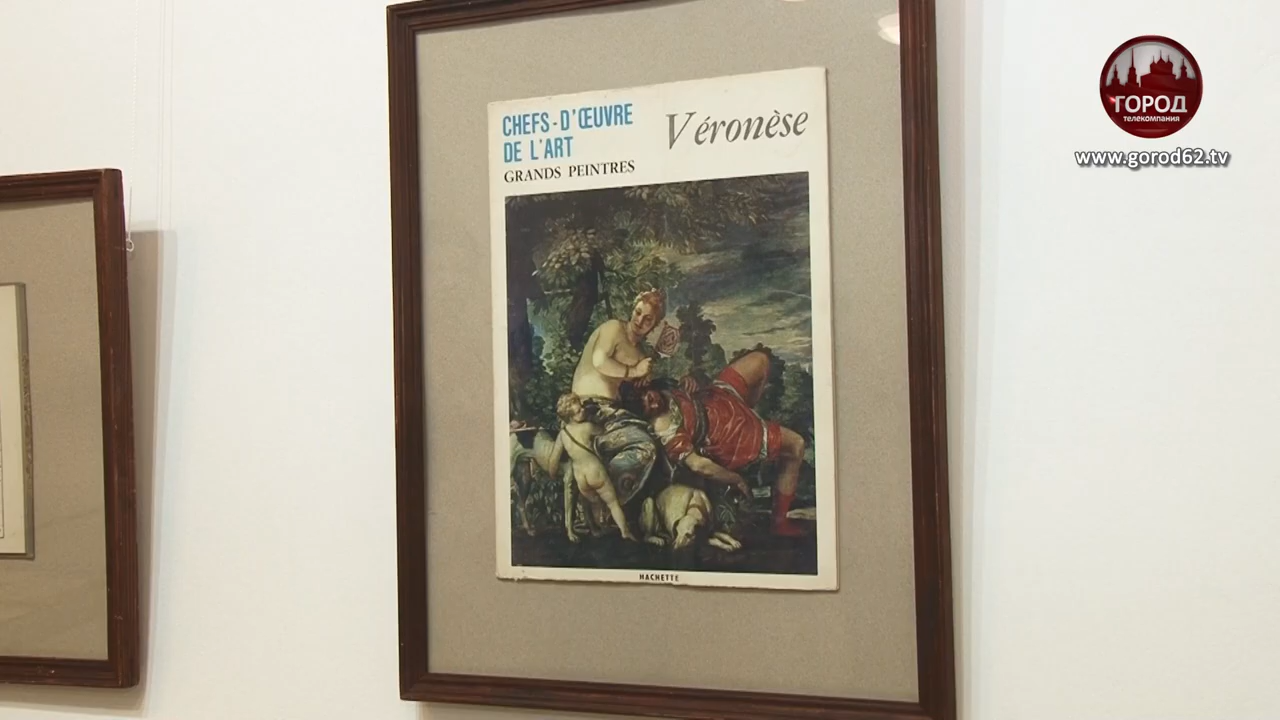 CHEFS-D'ŒUVRE
DE L'ART
GRANDS PEINTRES
Véronèse
HACHETTE
ГОРОД
телекомпания
www.gorod62.tv